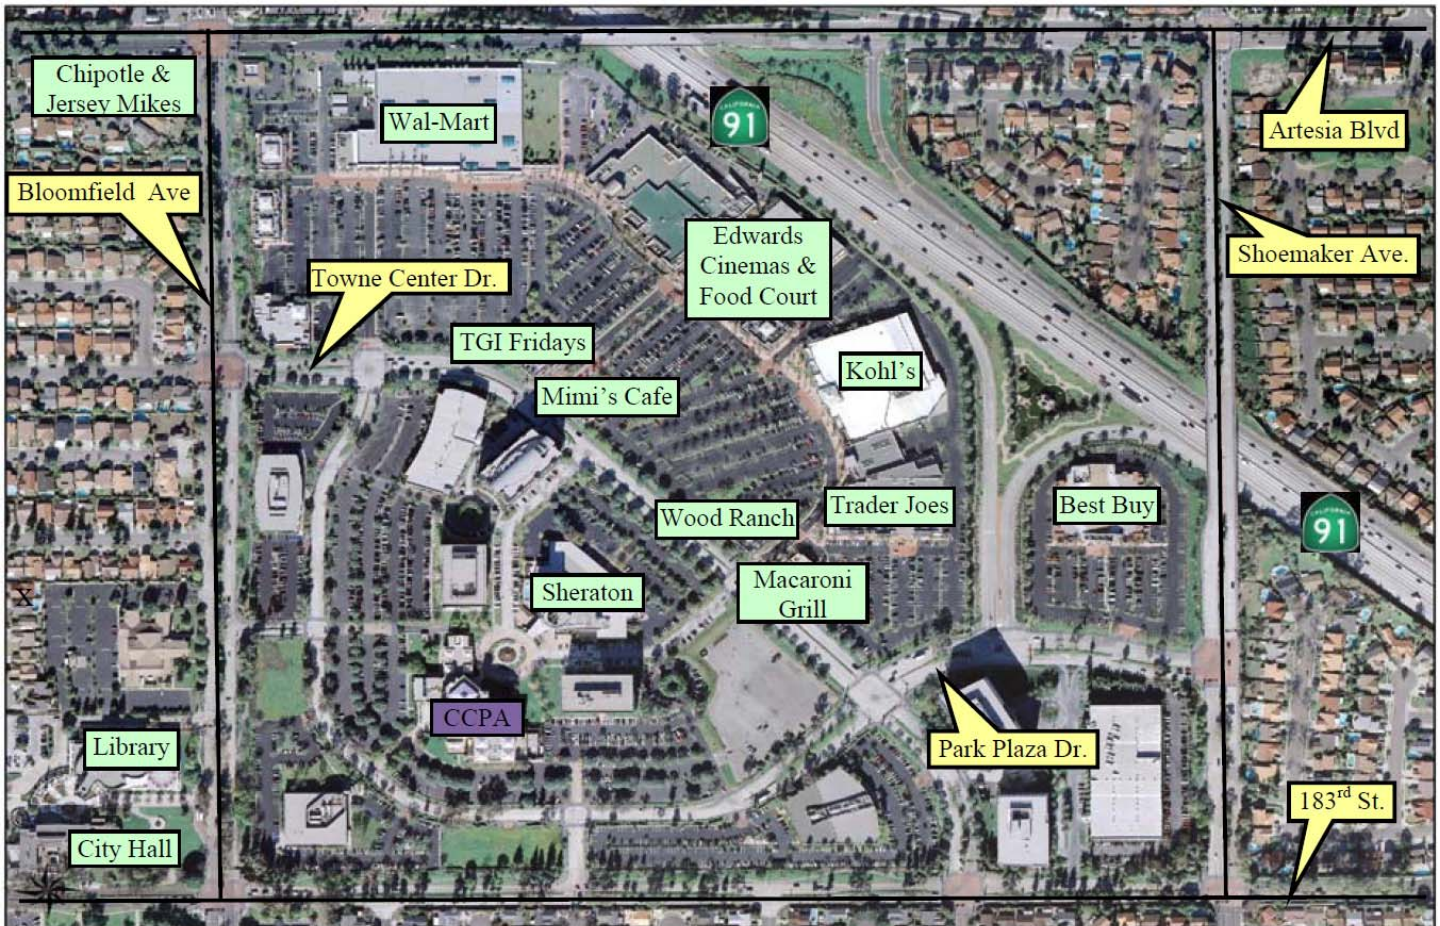 Chipotle &
Jersey Mikes
Wal-Mart
CALIFORNIA
91
Artesia Blvd
Bloomfield Ave
Edwards
Cinemas &
Food Court
Shoemaker Ave.
Towne Center Dr.
TGI Fridays
Kohl's
Mimi's Cafe
Wood Ranch
Trader Joes
Best Buy
CALIFORNIA
91
Sheraton
Macaroni
Grill
X
CCPA
Library
Park Plaza Dr.
183rd St.
City Hall